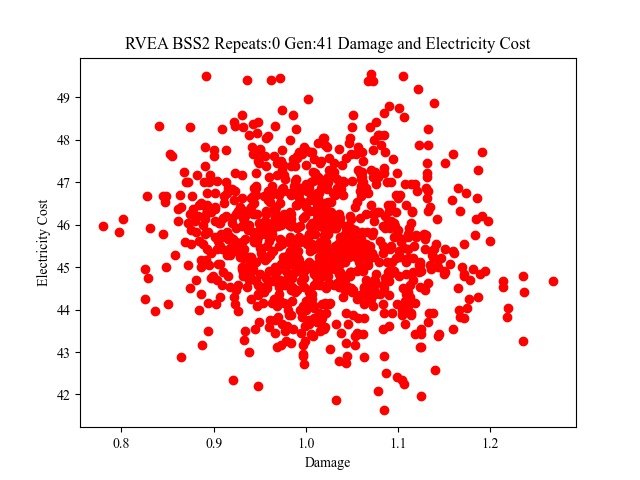 RVEA BSS2 Repeats:0 Gen:41 Damage and Electricity Cost
49
48
47
46
45
44
43
42
Electricity Cost
0.8 0.9 1.0 1.1 1.2
Damage